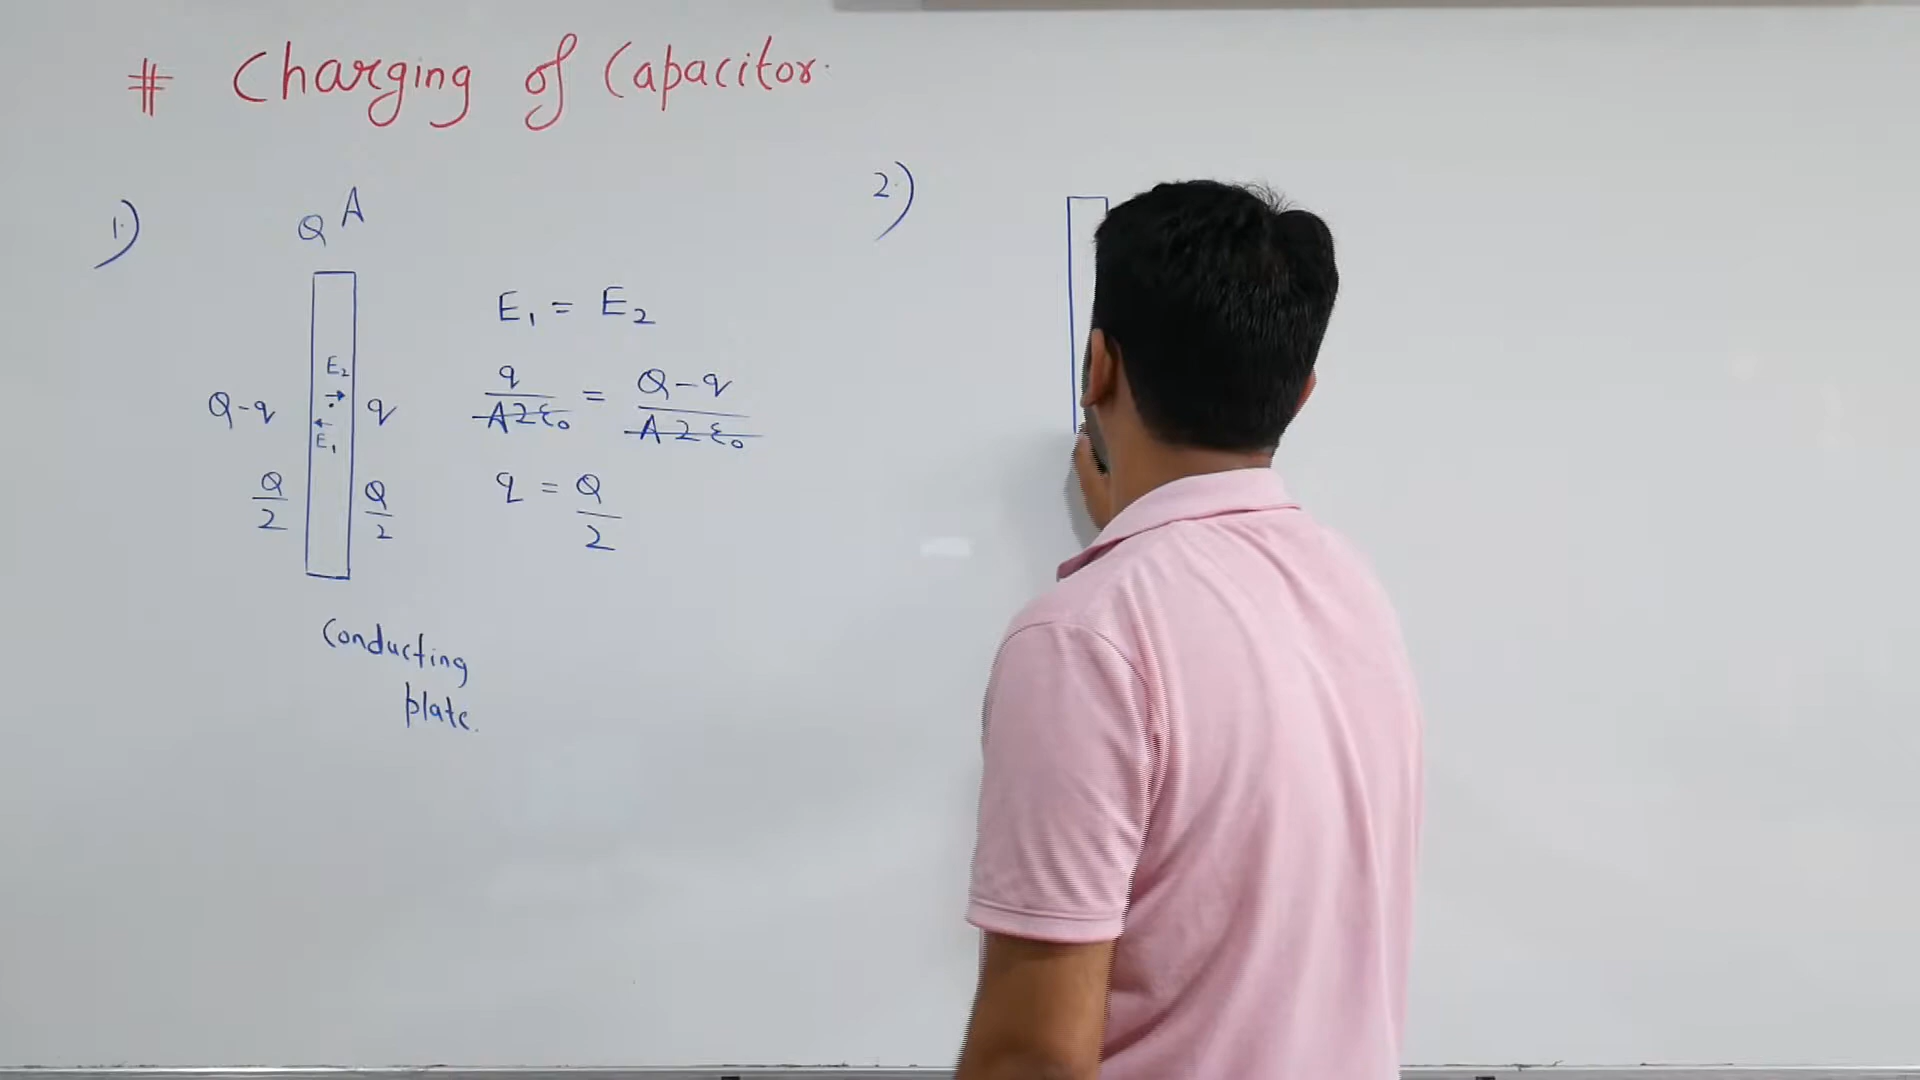 # Charging of Capacitor.
1.)
Q A
E₂
E₁
Q-q
q
Q/2
Q/2
Conducting
plate.
E₁ = E₂
q/A2ε₀ = Q-q/A2ε₀
q = Q/2
2.)